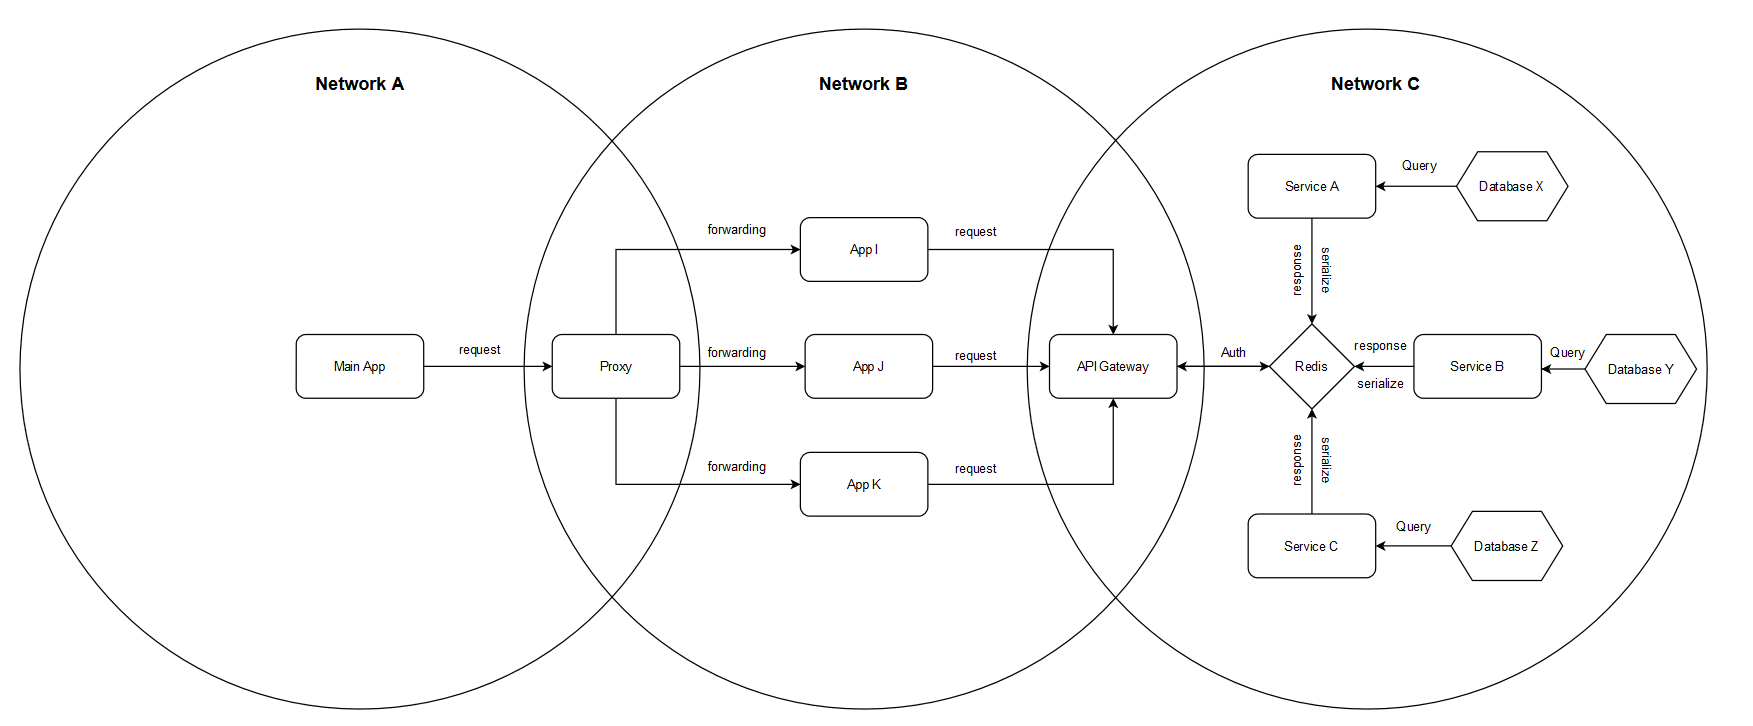 Network A
Network B
Network C
Main App
request
Proxy
forwarding
forwarding
forwarding
App I
App J
App K
request
request
request
API Gateway
Auth
Redis
Service A
Query
Database X
response
serialize
response
serialize
Service B
Query
Database Y
response
serialize
Service C
Query
Database Z